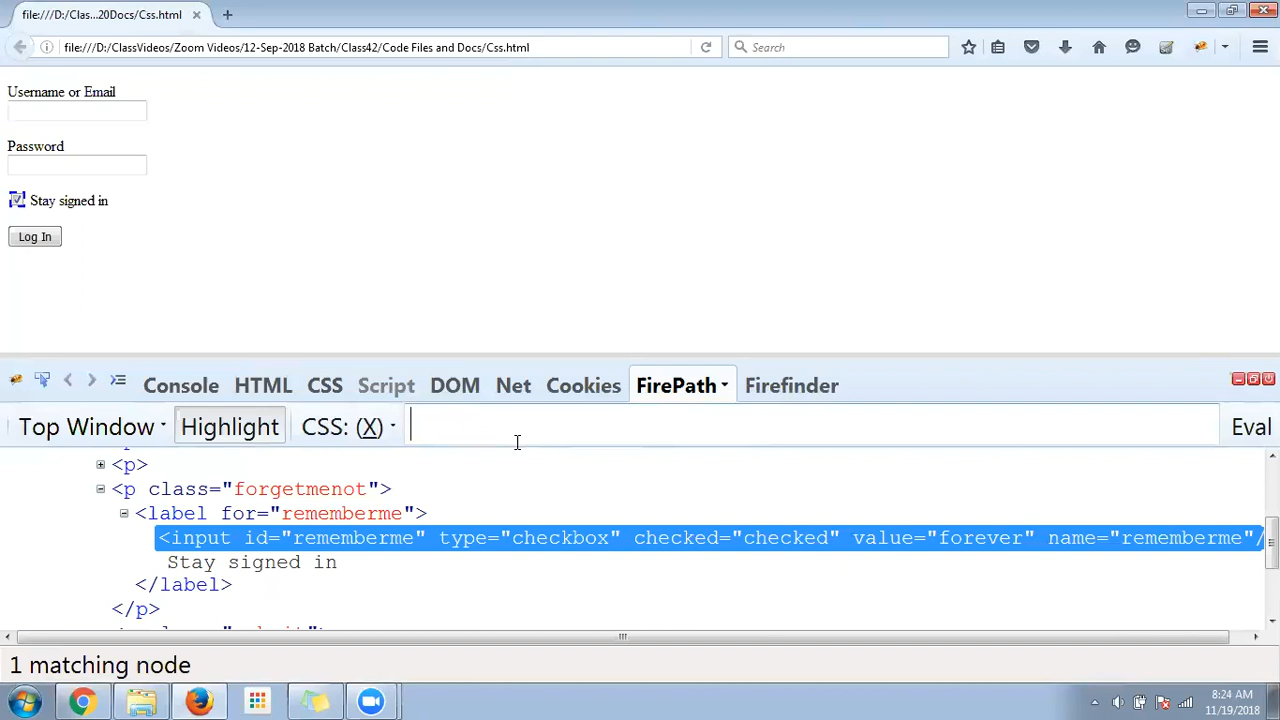 file:///D:/Clas...20Docs/Css.html
file:///D:/ClassVideos/Zoom Videos/12-Sep-2018 Batch/Class42/Code Files and Docs/Css.html
Search
Username or Email
Password
Stay signed in
Log In
Console HTML CSS Script DOM Net Cookies FirePath Firefinder
Top Window Highlight CSS: (X) Eval
<p>
<p class="forgetmenot">
<label for="rememberme">
<input id="rememberme" type="checkbox" checked="checked" value="forever" name="rememberme"/
Stay signed in
</label>
</p>
1 matching node
8:24 AM
11/19/2018